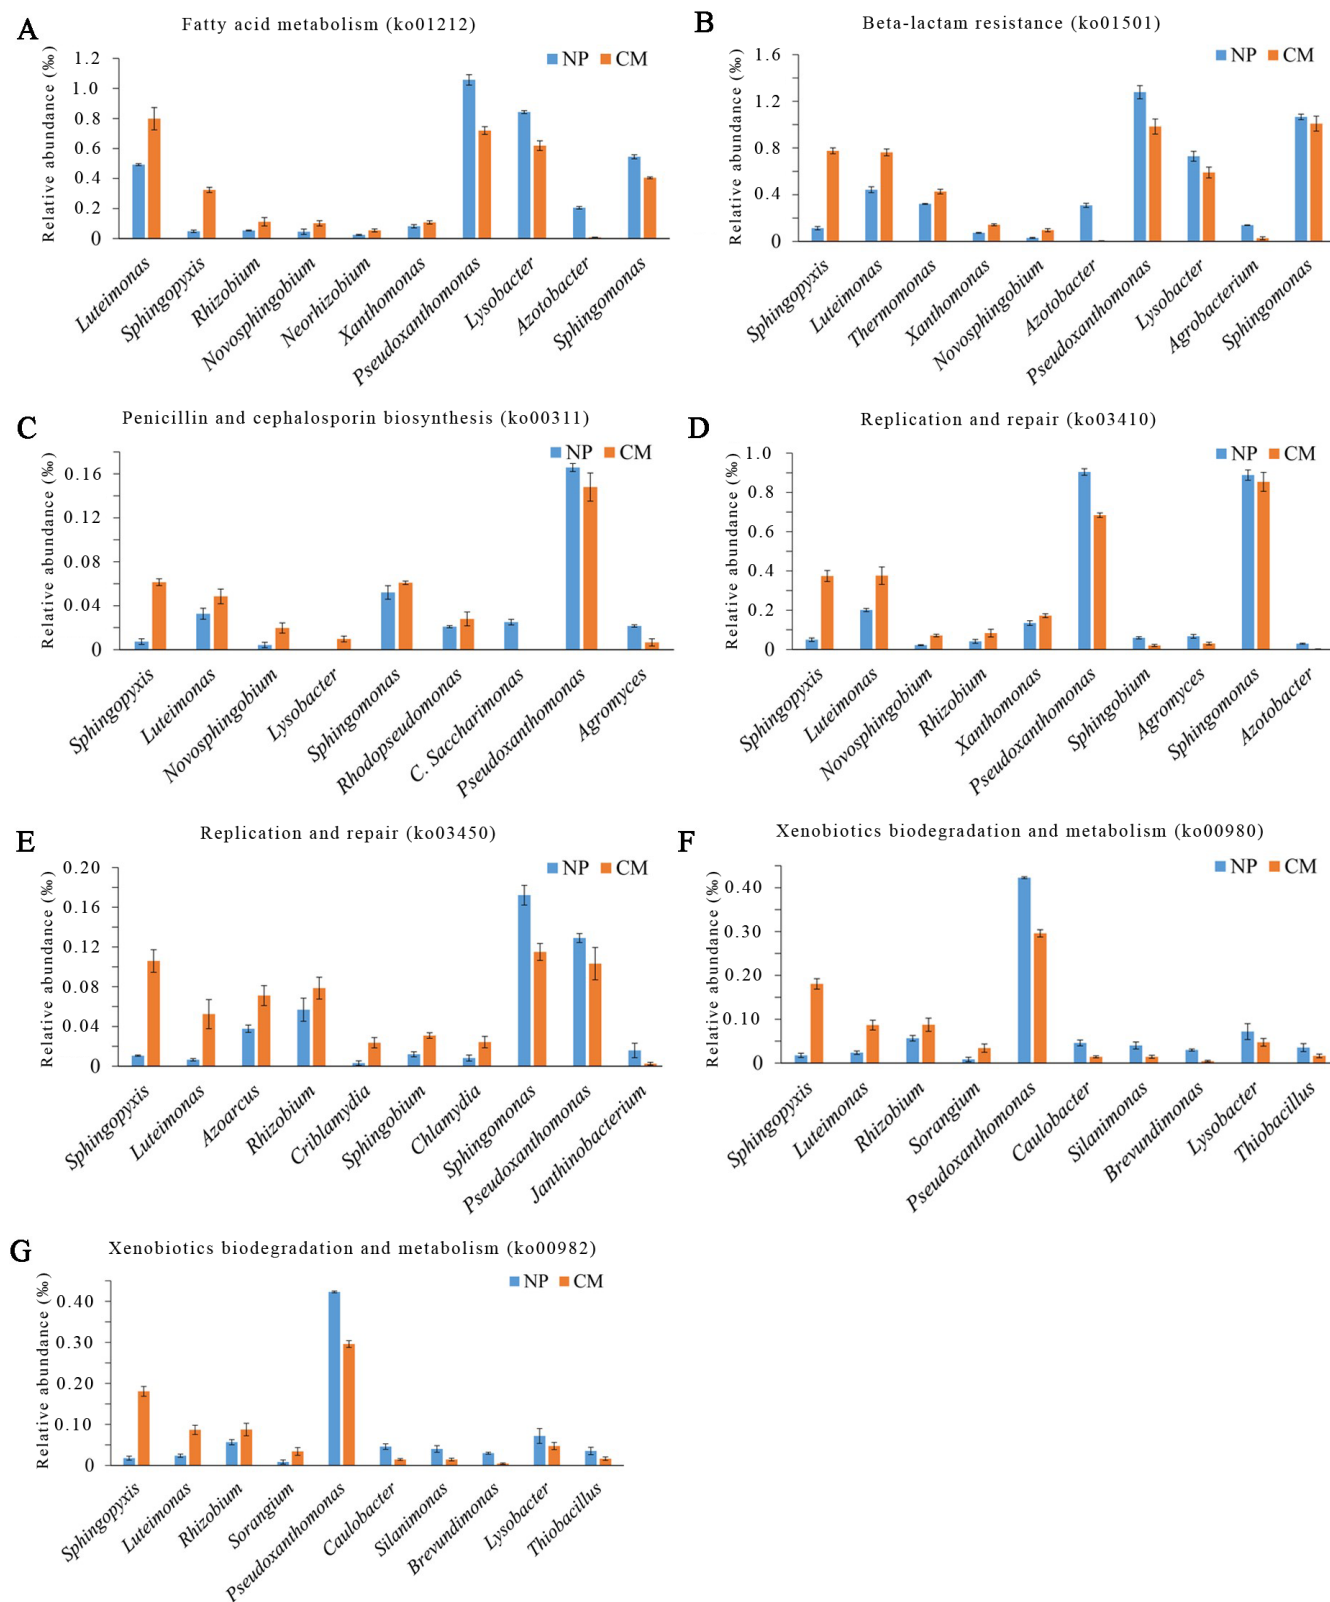 A
Fatty acid metabolism (ko01212)
NP CM
Relative abundance (‰)
1.2
1.0
0.8
0.6
0.4
0.2
0
Luteimonas
Sphingopyxis
Rhizobium
Novosphingobium
Neorhizobium
Xanthomonas
Pseudoxanthomonas
Lysobacter
Azotobacter
Sphingomonas
B
Beta-lactam resistance (ko01501)
NP CM
Relative abundance (‰)
1.6
1.2
0.8
0.4
0
Sphingopyxis
Luteimonas
Thermomonas
Xanthomonas
Novosphingobium
Azotobacter
Pseudoxanthomonas
Lysobacter
Agrobacterium
Sphingomonas
C
Penicillin and cephalosporin biosynthesis (ko00311)
NP CM
Relative abundance (‰)
0.16
0.12
0.08
0.04
0
Sphingopyxis
Luteimonas
Novosphingobium
Lysobacter
Sphingomonas
Rhodopseudomonas
C. Saccharimonas
Pseudoxanthomonas
Agromyces
D
Replication and repair (ko03410)
NP CM
Relative abundance (‰)
1.0
0.8
0.6
0.4
0.2
0
Sphingopyxis
Luteimonas
Novosphingobium
Rhizobium
Xanthomonas
Pseudoxanthomonas
Sphingobium
Agromyces
Sphingomonas
Azotobacter
E
Replication and repair (ko03450)
NP CM
Relative abundance (‰)
0.20
0.16
0.12
0.08
0.04
0
Sphingopyxis
Luteimonas
Azoarcus
Rhizobium
Criblamydia
Sphingobium
Chlamydia
Sphingomonas
Pseudoxanthomonas
Janthinobacterium
F
Xenobiotics biodegradation and metabolism (ko00980)
NP CM
Relative abundance (‰)
0.40
0.30
0.20
0.10
0
Sphingopyxis
Luteimonas
Rhizobium
Sorangium
Pseudoxanthomonas
Caulobacter
Silanimonas
Brevundimonas
Lysobacter
Thiobacillus
G
Xenobiotics biodegradation and metabolism (ko00982)
NP CM
Relative abundance (‰)
0.40
0.30
0.20
0.10
0
Sphingopyxis
Luteimonas
Rhizobium
Sorangium
Pseudoxanthomonas
Caulobacter
Silanimonas
Brevundimonas
Lysobacter
Thiobacillus